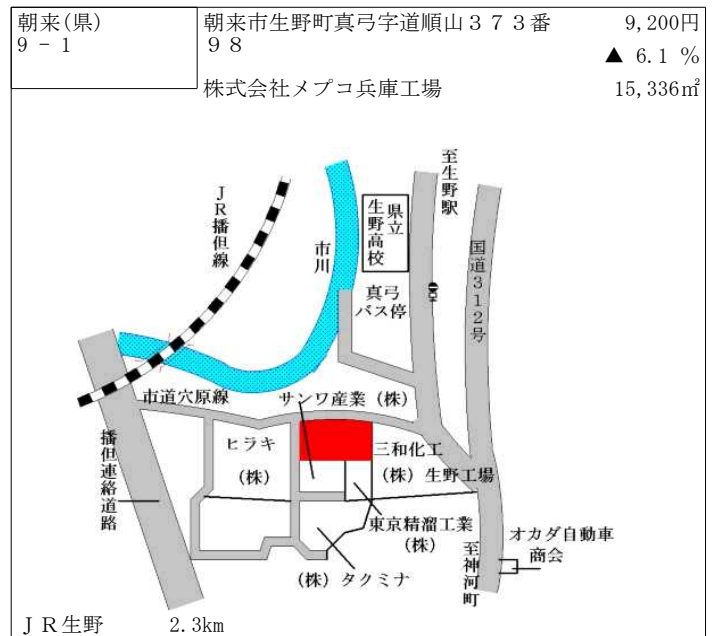 朝来(県)
9 - 1
朝来市生野町真弓字道順山３７３番
９８
9,200円
▲ 6.1 %
株式会社メプコ兵庫工場
15,336㎡
至生野駅
ＪＲ播但線
市川
県立
生野高校
国道３１２号
真弓
バス停
市道穴原線
サンワ産業（株）
播但連絡道路
ヒラキ
（株）
三和化工
（株）生野工場
東京精溜工業
（株）
（株）タクミナ
オカダ自動車
商会
至神河町
ＪＲ生野
2.3km